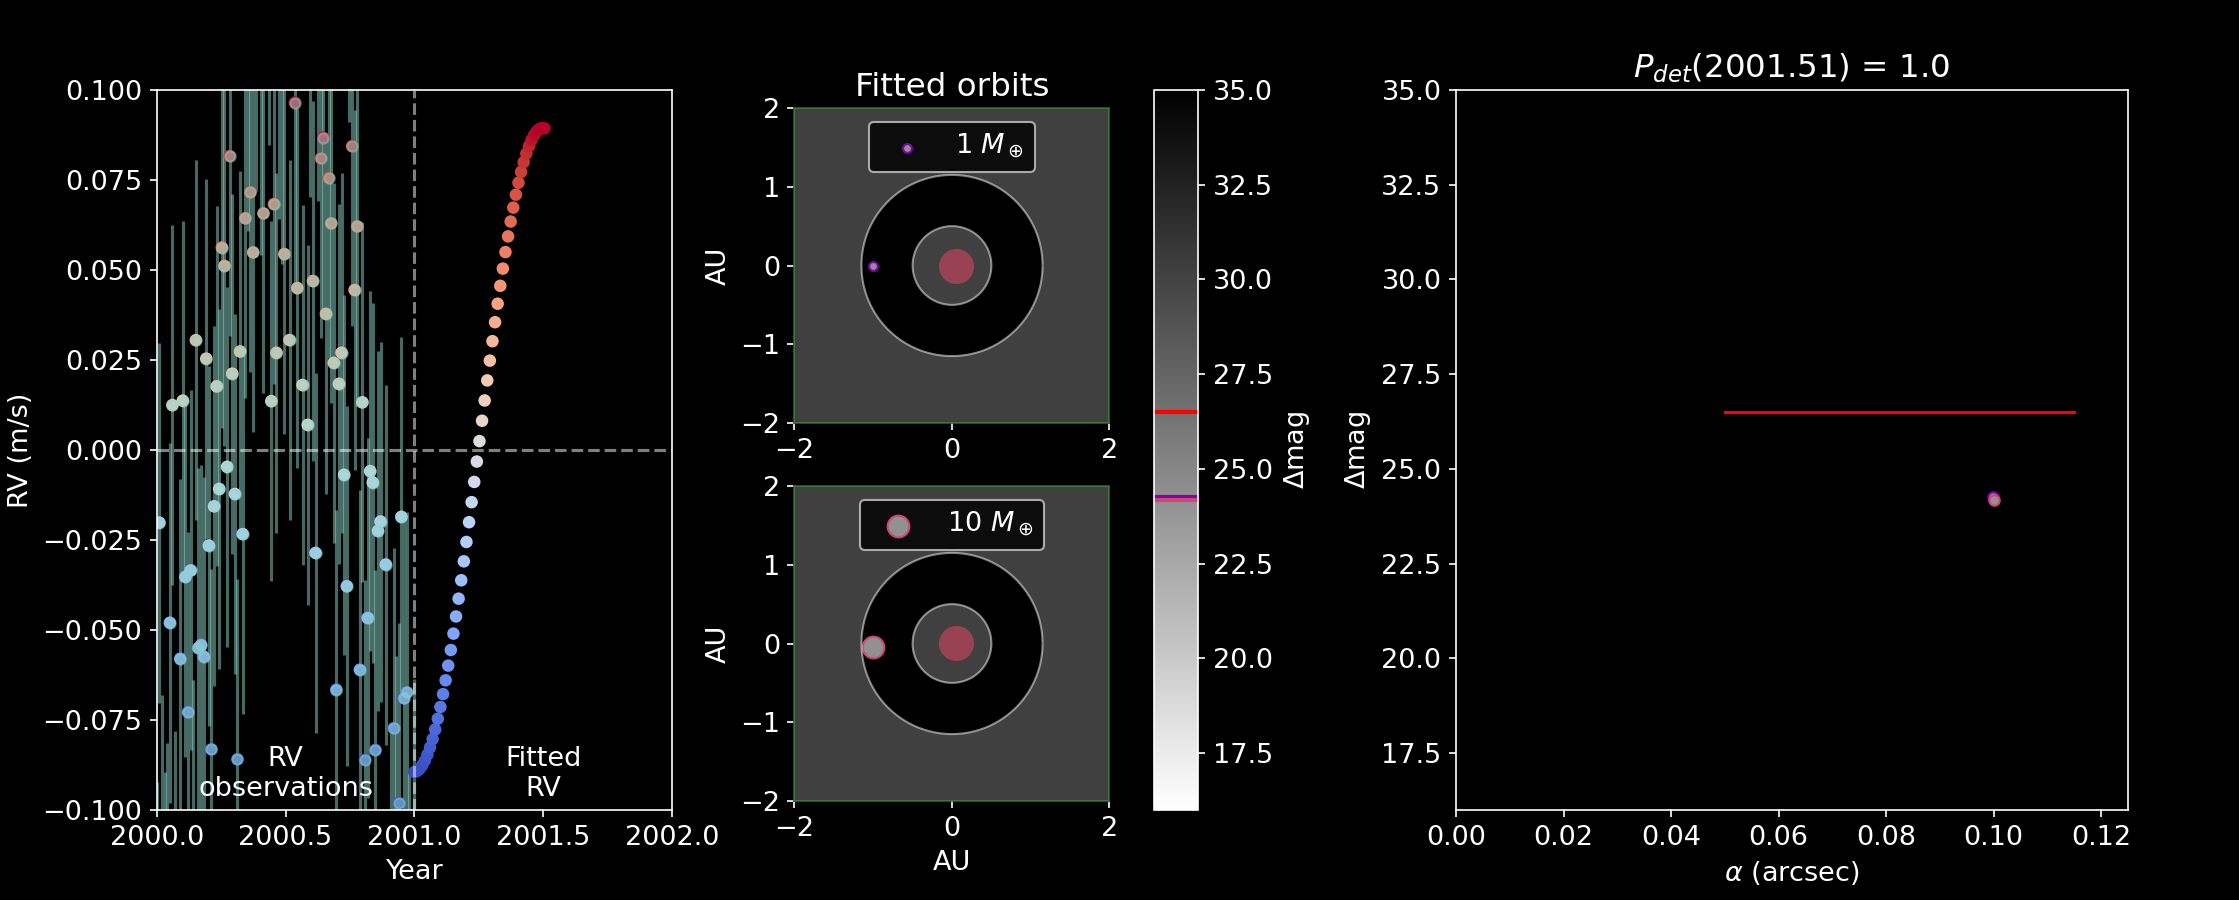 0.100
0.075
0.050
0.025
0.000
−0.025
−0.050
−0.075
−0.100
RV (m/s)
RV
observations
Fitted
RV
2000.0 2000.5 2001.0 2001.5 2002.0
Year
Fitted orbits
1 M⊕
2
1
0
−1
−2
AU
−2 0 2
10 M⊕
2
1
0
−1
−2
AU
−2 0 2
AU
35.0
32.5
30.0
27.5
25.0
22.5
20.0
17.5
Δmag
P_det(2001.51) = 1.0
35.0
32.5
30.0
27.5
25.0
22.5
20.0
17.5
Δmag
0.00 0.02 0.04 0.06 0.08 0.10 0.12
α (arcsec)